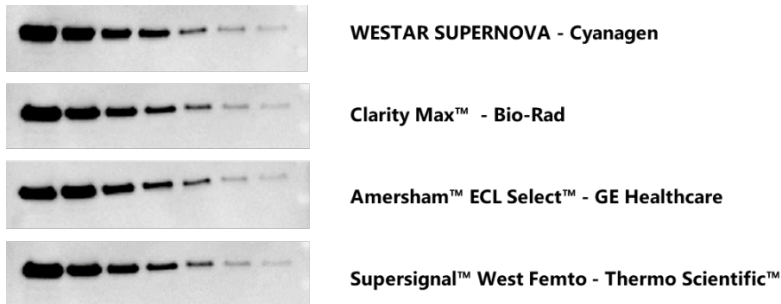 WESTAR SUPERNOVA - Cyanagen
Clarity Max™ - Bio-Rad
Amersham™ ECL Select™ - GE Healthcare
Supersignal™ West Femto - Thermo Scientific™